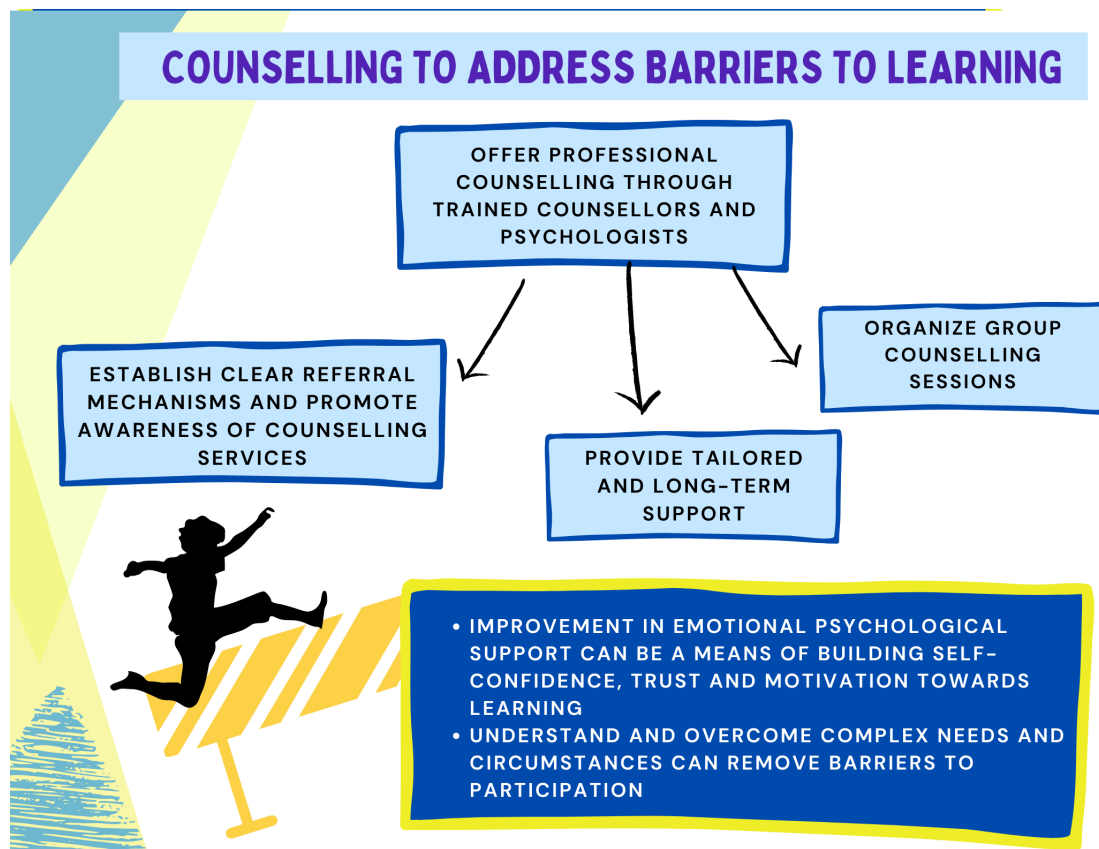 COUNSELLING TO ADDRESS BARRIERS TO LEARNING
OFFER PROFESSIONAL
COUNSELLING THROUGH
TRAINED COUNSELLORS AND
PSYCHOLOGISTS
ESTABLISH CLEAR REFERRAL
MECHANISMS AND PROMOTE
AWARENESS OF COUNSELLING
SERVICES
PROVIDE TAILORED
AND LONG-TERM
SUPPORT
ORGANIZE GROUP
COUNSELLING
SESSIONS
• IMPROVEMENT IN EMOTIONAL PSYCHOLOGICAL
SUPPORT CAN BE A MEANS OF BUILDING SELF-
CONFIDENCE, TRUST AND MOTIVATION TOWARDS
LEARNING
• UNDERSTAND AND OVERCOME COMPLEX NEEDS AND
CIRCUMSTANCES CAN REMOVE BARRIERS TO
PARTICIPATION